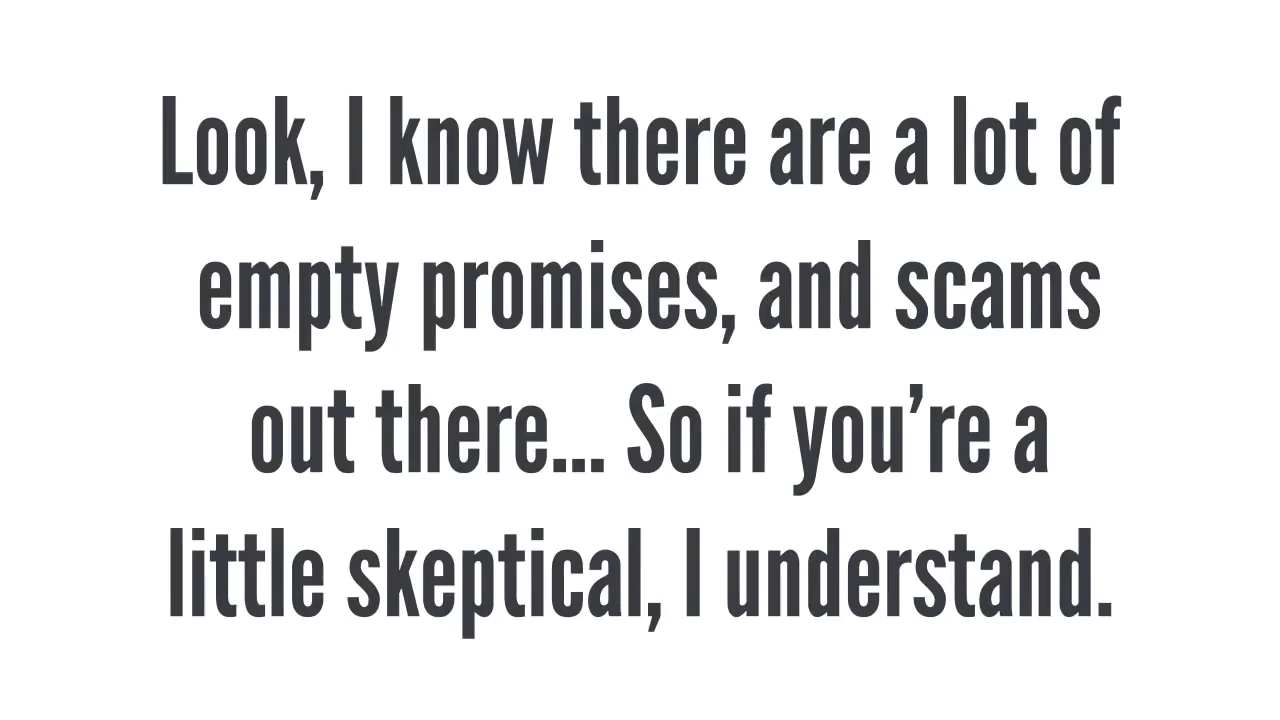 Look, I know there are a lot of
empty promises, and scams
out there... So if you’re a
little skeptical, I understand.